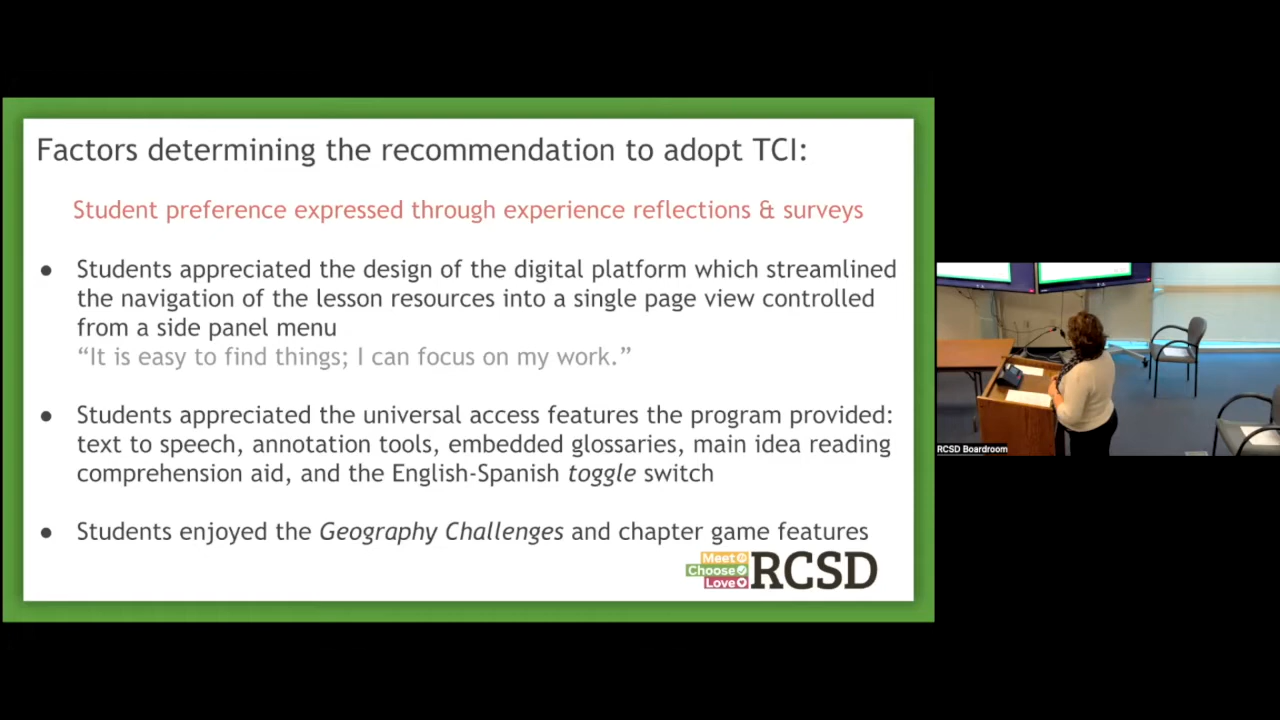 Factors determining the recommendation to adopt TCI:
Student preference expressed through experience reflections & surveys
● Students appreciated the design of the digital platform which streamlined
the navigation of the lesson resources into a single page view controlled
from a side panel menu
“It is easy to find things; I can focus on my work.”
● Students appreciated the universal access features the program provided:
text to speech, annotation tools, embedded glossaries, main idea reading
comprehension aid, and the English-Spanish toggle switch
● Students enjoyed the Geography Challenges and chapter game features
Meet
Choose
Love
RCSD
RCSD Boardroom